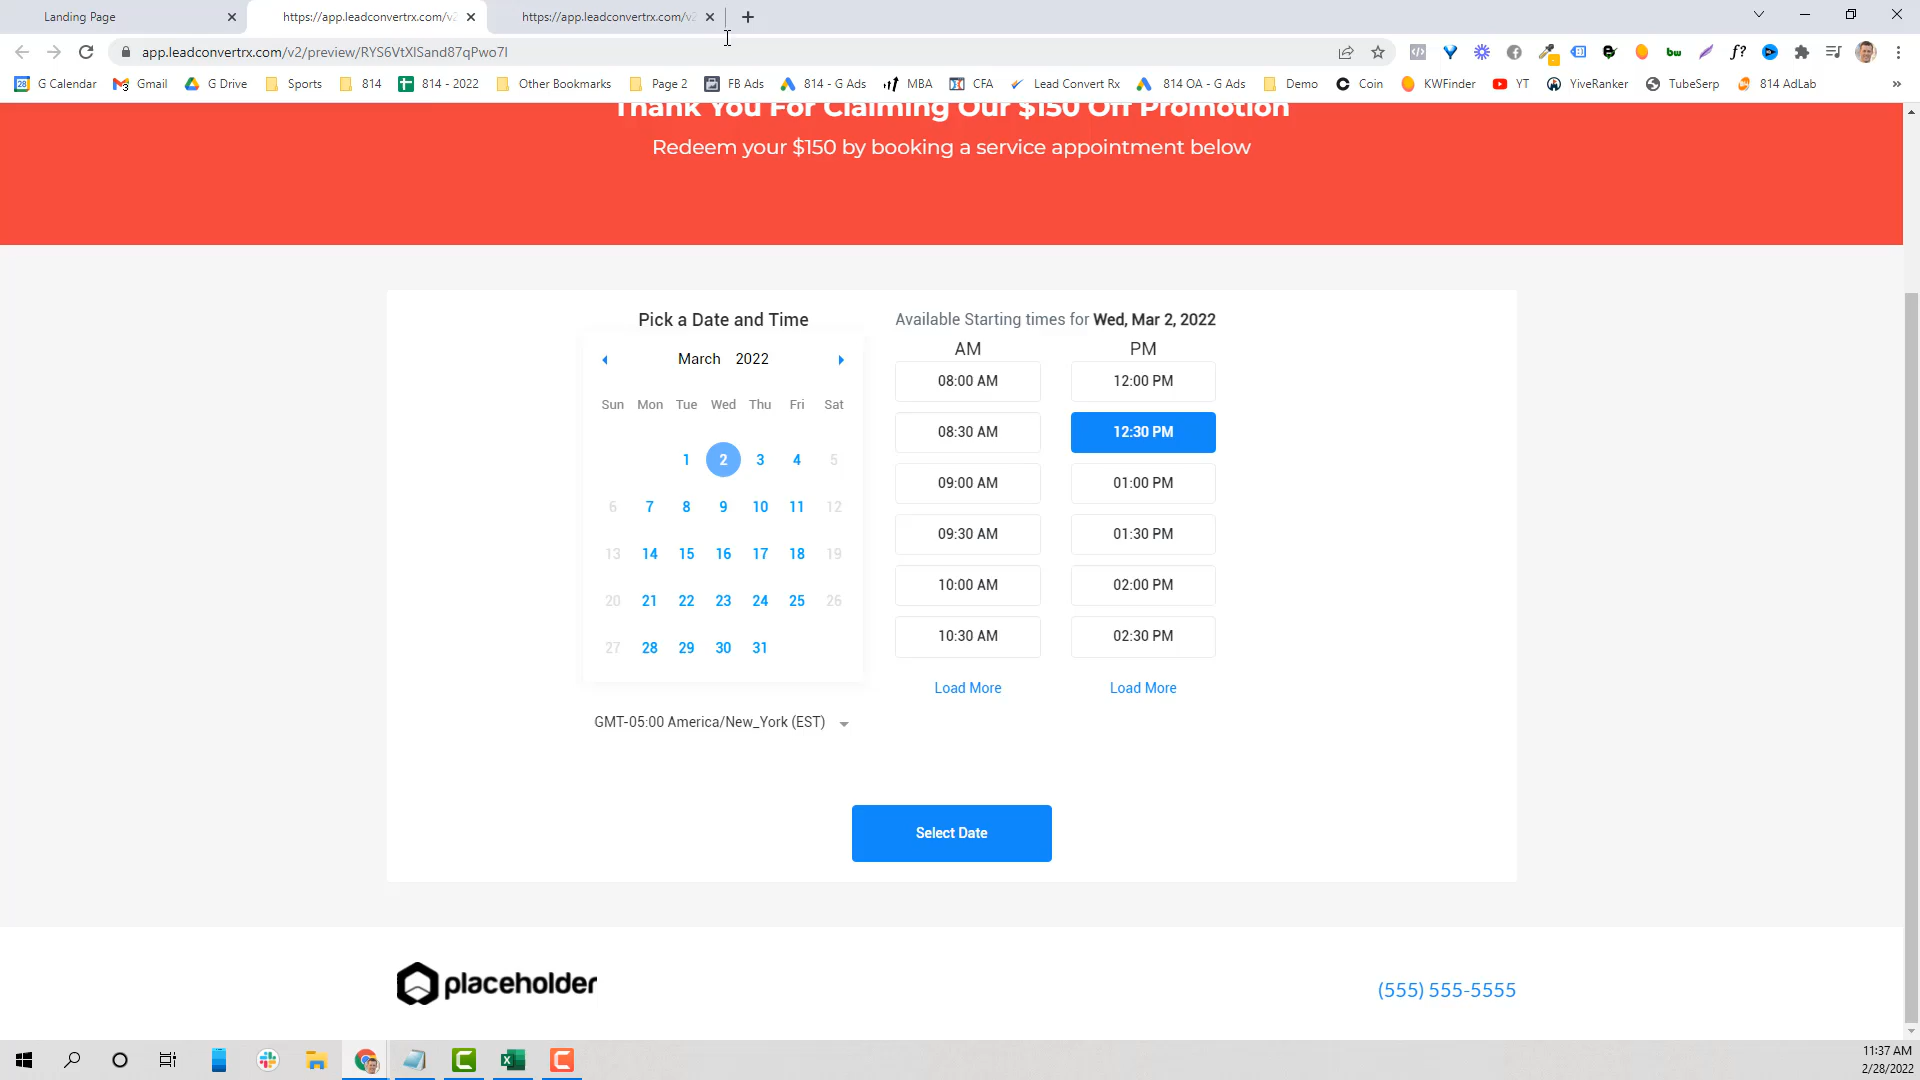 Landing Page
https://app.leadconvertrx.com/v2
https://app.leadconvertrx.com/v2
app.leadconvertrx.com/v2/preview/
G Calendar Gmail G Drive Sports 814 814 - 2022 Other Bookmarks Page 2 FB Ads 814 - G Ads MBA CFA Lead Convert Rx 814 OA - G Ads Demo Coin KWFinder YT YiveRanker TubeSerp 814 AdLab »
Thank You For Claiming Our $150 Off Promotion
Redeem your $150 by booking a service appointment below
Pick a Date and Time
March 2022
Sun Mon Tue Wed Thu Fri Sat
1 2 3 4 5
6 7 8 9 10 11 12
13 14 15 16 17 18 19
20 21 22 23 24 25 26
27 28 29 30 31
GMT-05:00 America/New_York (EST)
Available Starting times for Wed, Mar 2, 2022
AM PM
08:00 AM 12:00 PM
08:30 AM 12:30 PM
09:00 AM 01:00 PM
09:30 AM 01:30 PM
10:00 AM 02:00 PM
10:30 AM 02:30 PM
Load More Load More
Select Date
placeholder
(555) 555-5555
11:37 AM
2/28/2022